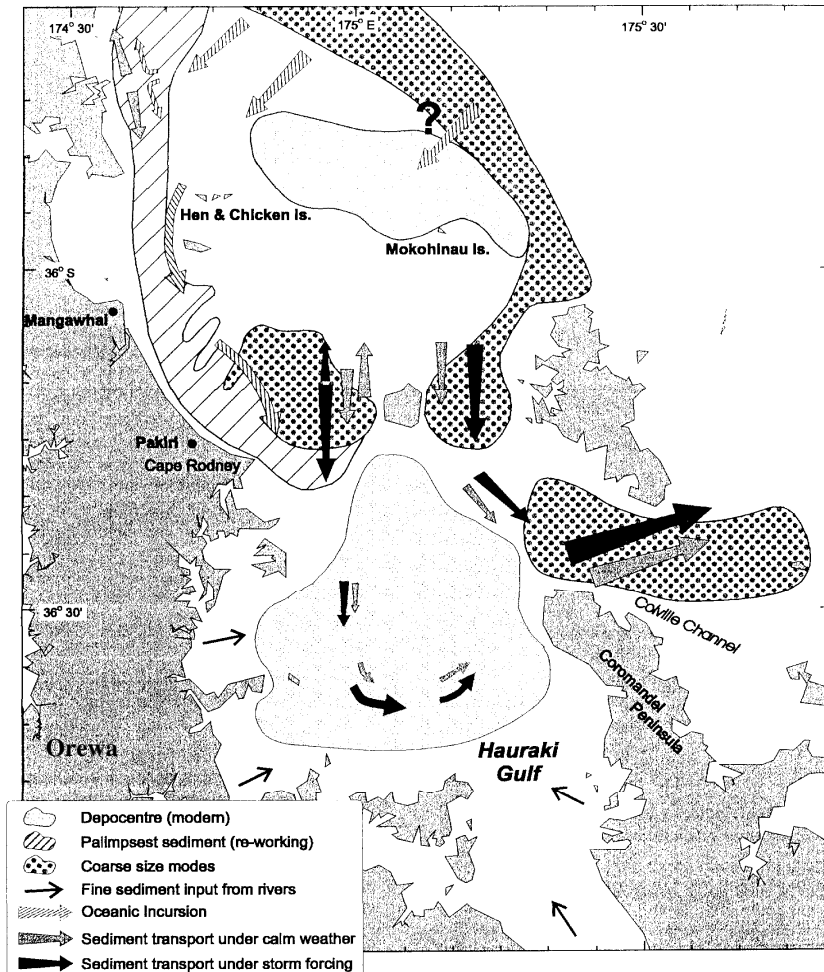 174° 30'
175° E
175° 30'
?
Hen & Chicken Is.
Mokohinau Is.
36° S
Mangawhai
Pakiri
Cape Rodney
36° 30'
Colville Channel
Coromandel
Peninsula
Orewa
Hauraki
Gulf
Depocentre (modern)
Palimpsest sediment (re-working)
Coarse size modes
Fine sediment input from rivers
Oceanic Incursion
Sediment transport under calm weather
Sediment transport under storm forcing